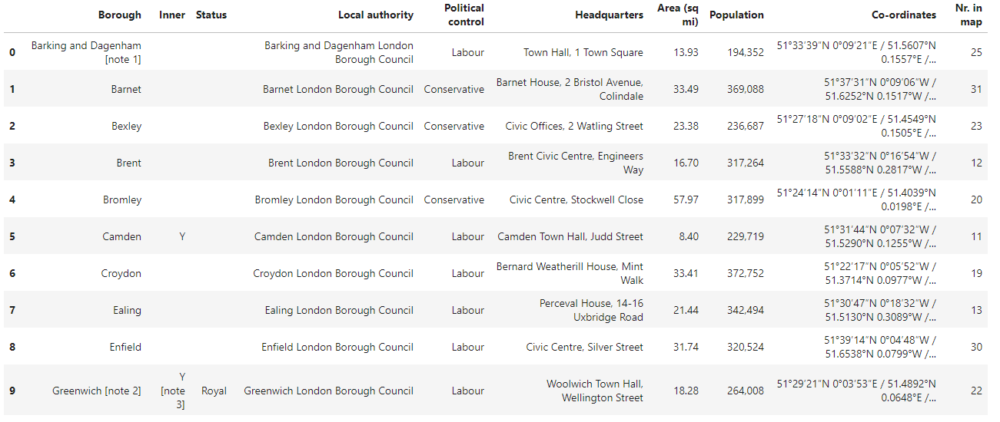 Borough Inner Status Local authority Political control Headquarters Area (sq mi) Population Co-ordinates Nr. in map
0 Barking and Dagenham [note 1] Barking and Dagenham London Borough Council Labour Town Hall, 1 Town Square 13.93 194,352 51°33′39″N 0°09′21″E / 51.5607°N 0.1557°E /... 25
1 Barnet Barnet London Borough Council Conservative Barnet House, 2 Bristol Avenue, Colindale 33.49 369,088 51°37′31″N 0°09′06″W / 51.6252°N 0.1517°W /... 31
2 Bexley Bexley London Borough Council Conservative Civic Offices, 2 Watling Street 23.38 236,687 51°27′18″N 0°09′02″E / 51.4549°N 0.1505°E /... 23
3 Brent Brent London Borough Council Labour Brent Civic Centre, Engineers Way 16.70 317,264 51°33′32″N 0°16′54″W / 51.5588°N 0.2817°W /... 12
4 Bromley Bromley London Borough Council Conservative Civic Centre, Stockwell Close 57.97 317,899 51°24′14″N 0°01′11″E / 51.4039°N 0.0198°E /... 20
5 Camden Y Camden London Borough Council Labour Camden Town Hall, Judd Street 8.40 229,719 51°31′44″N 0°07′32″W / 51.5290°N 0.1255°W /... 11
6 Croydon Croydon London Borough Council Labour Bernard Weatherill House, Mint Walk 33.41 372,752 51°22′17″N 0°05′52″W / 51.3714°N 0.0977°W /... 19
7 Ealing Ealing London Borough Council Labour Perceval House, 14-16 Uxbridge Road 21.44 342,494 51°30′47″N 0°18′32″W / 51.5130°N 0.3089°W /... 13
8 Enfield Enfield London Borough Council Labour Civic Centre, Silver Street 31.74 320,524 51°39′14″N 0°04′48″W / 51.6538°N 0.0799°W /... 30
9 Greenwich [note 2] Y [note 3] Royal Greenwich London Borough Council Labour Woolwich Town Hall, Wellington Street 18.28 264,008 51°29′21″N 0°03′53″E / 51.4892°N 0.0648°E /... 22